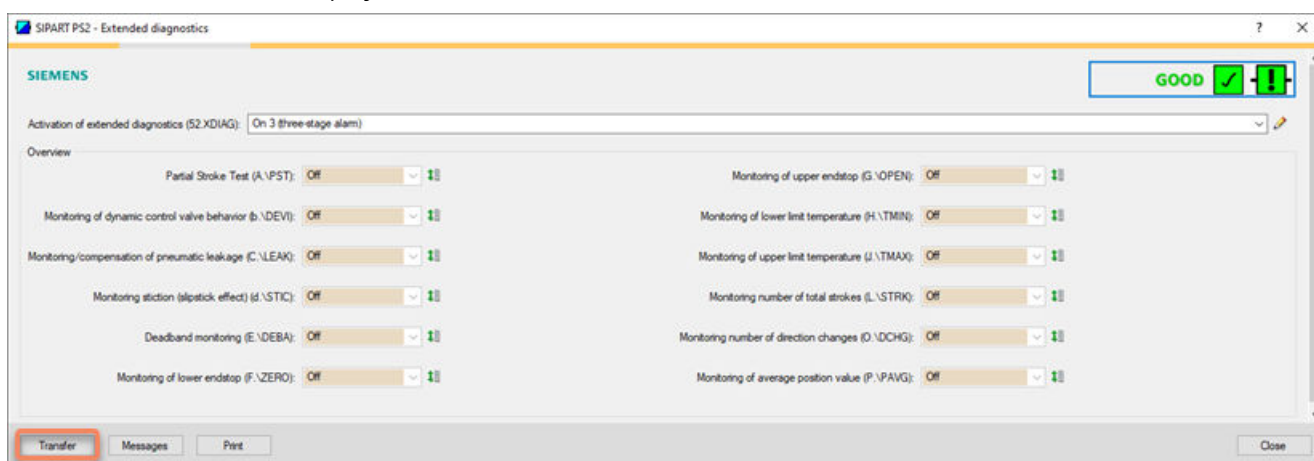 SIPART PS2 - Extended diagnostics
SIEMENS
GOOD
Activation of extended diagnostics (52.XDIAG): On 3 (three-stage alarm)
Overview
Partial Stroke Test (A.\PST): Off
Monitoring of dynamic control valve behavior (b.\DEVI): Off
Monitoring/compensation of pneumatic leakage (C.\LEAK): Off
Monitoring stiction (slipstick effect) (d.\STIC): Off
Deadband monitoring (E.\DEBA): Off
Monitoring of lower endstop (F.\ZERO): Off
Monitoring of upper endstop (G.\OPEN): Off
Monitoring of lower limit temperature (H.\TMIN): Off
Monitoring of upper limit temperature (J.\TMAX): Off
Monitoring number of total strokes (L.\STRK): Off
Monitoring number of direction changes (O.\DCHG): Off
Monitoring of average position value (P.\PAVG): Off
Transfer Messages Print Close